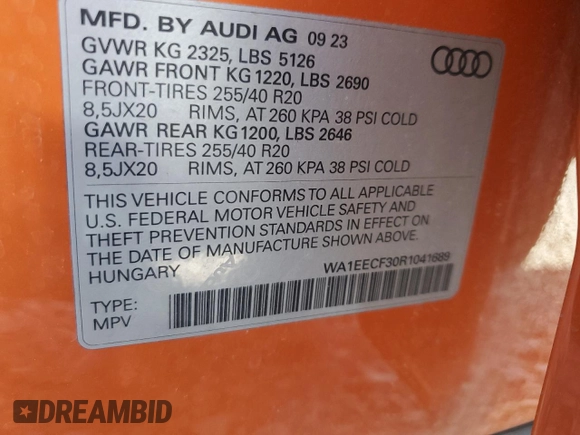 MFD. BY AUDI AG 09 23
GVWR KG 2325, LBS 5126
GAWR FRONT KG 1220, LBS 2690
FRONT-TIRES 255/40 R20
8,5JX20 RIMS, AT 260 KPA 38 PSI COLD
GAWR REAR KG 1200, LBS 2646
REAR-TIRES 255/40 R20
8,5JX20 RIMS, AT 260 KPA 38 PSI COLD
THIS VEHICLE CONFORMS TO ALL APPLICABLE
U.S. FEDERAL MOTOR VEHICLE SAFETY AND
THEFT PREVENTION STANDARDS IN EFFECT ON
THE DATE OF MANUFACTURE SHOWN ABOVE.
HUNGARY
WA1EECF30R1041689
TYPE:
MPV
DREAMBID